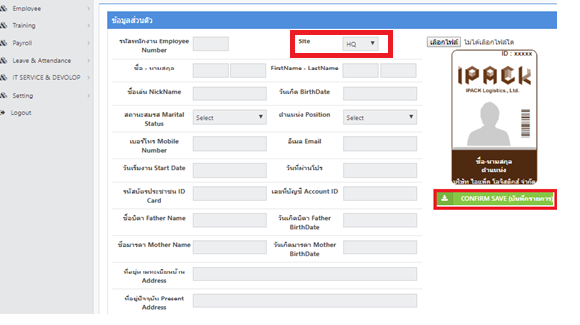 Employee
Training
Payroll
Leave & Attendance
IT SERVICE & DEVOLOP
Setting
Logout
ข้อมูลส่วนตัว
รหัสพนักงาน Employee Number
Site
HQ
ชื่อ - นามสกุล
FirstName - LastName
ชื่อเล่น NickName
วันเกิด BirthDate
สถานะสมรส Marital Status
Select
ตำแหน่ง Position
Select
เบอร์โทร Mobile Number
อีเมล Email
วันเริ่มงาน Start Date
วันที่ผ่านโปร
รหัสบัตรประชาชน ID Card
เลขที่บัญชี Account ID
ชื่อบิดา Father Name
วันเกิดบิดา Father BirthDate
ชื่อมารดา Mother Name
วันเกิดมารดา Mother BirthDate
ที่อยู่ตามทะเบียนบ้าน Address
ที่อยู่ปัจจุบัน Present Address
เลือกไฟล์ ไม่ได้เลือกไฟล์ใด
ID : xxxxx
IPACK
IPACK Logistics., Ltd.
ชื่อ-นามสกุล
ตำแหน่ง
บริษัท ไอแพ็ค โลจิสติกส์ จำกัด
CONFIRM SAVE (บันทึกรายการ)